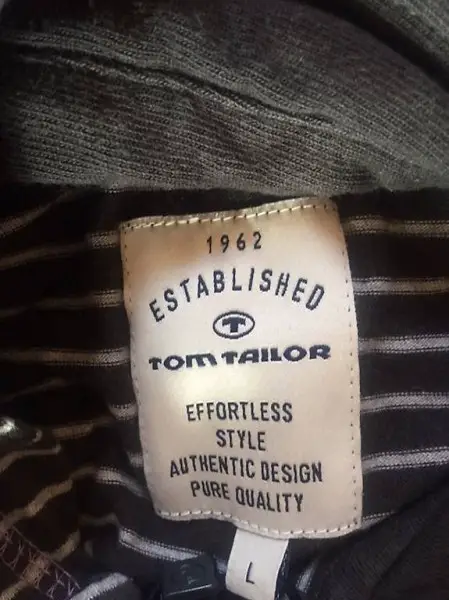 1962
ESTABLISHED
T
TOM TAILOR
EFFORTLESS
STYLE
AUTHENTIC DESIGN
PURE QUALITY
L